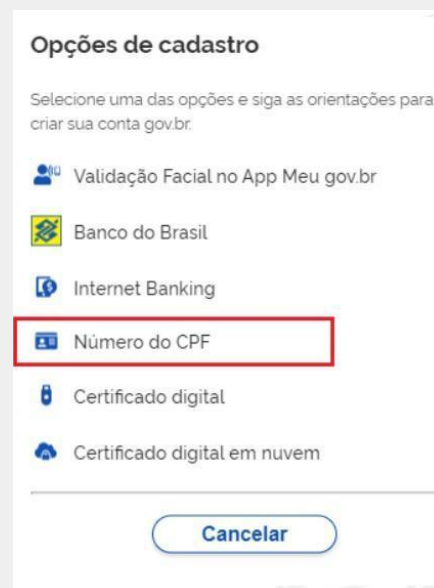 Opções de cadastro
Selecione uma das opções e siga as orientações para
criar sua conta gov.br.
Validação Facial no App Meu gov.br
Banco do Brasil
Internet Banking
Número do CPF
Certificado digital
Certificado digital em nuvem
Cancelar